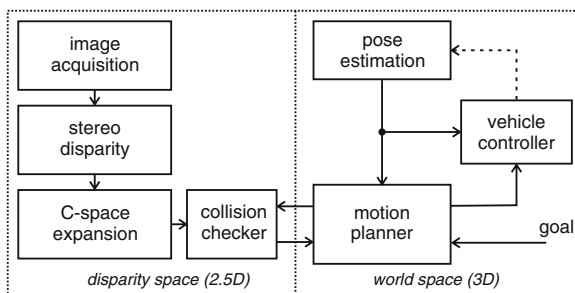 image
acquisition
stereo
disparity
C-space
expansion
collision
checker
disparity space (2.5D)
pose
estimation
vehicle
controller
motion
planner
goal
world space (3D)